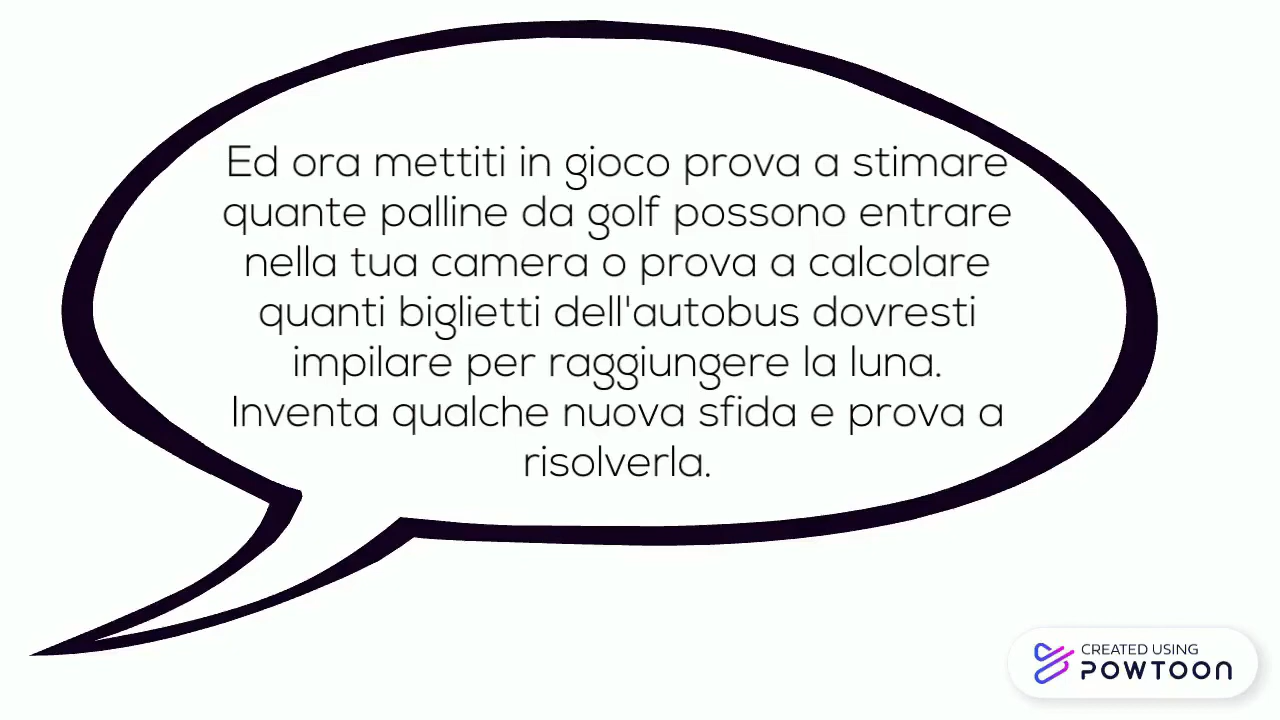 Ed ora mettiti in gioco prova a stimare
quante palline da golf possono entrare
nella tua camera o prova a calcolare
quanti biglietti dell'autobus dovresti
impilare per raggiungere la luna.
Inventa qualche nuova sfida e prova a
risolverla.
CREATED USING
POWTOON